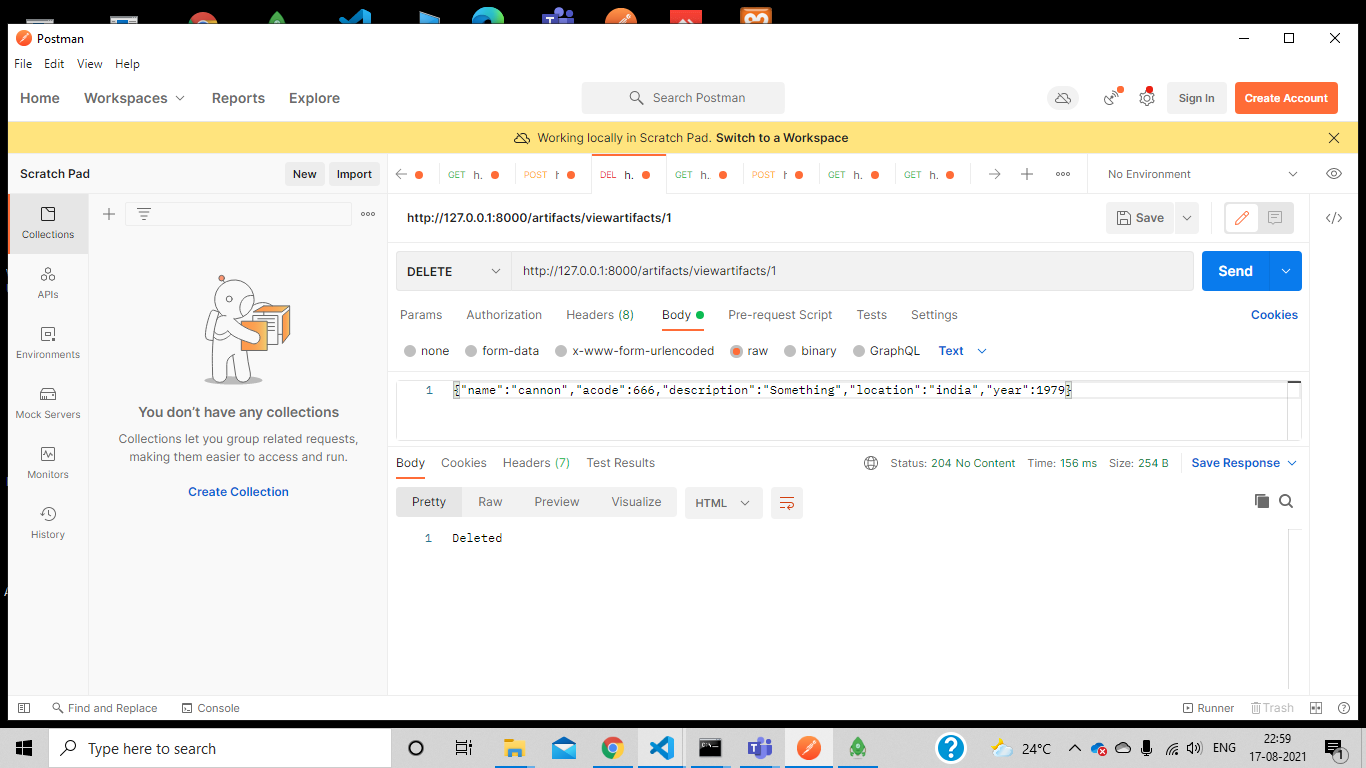 Postman
File Edit View Help
Home Workspaces Reports Explore Search Postman Sign In Create Account
Working locally in Scratch Pad. Switch to a Workspace
Scratch Pad New Import
GET h. POST h DEL h. GET h. POST h GET h. GET h. No Environment
Collections
APIs
Environments
Mock Servers
Monitors
History
You don't have any collections
Collections let you group related requests,
making them easier to access and run.
Create Collection
http://127.0.0.1:8000/artifacts/viewartifacts/1 Save
DELETE http://127.0.0.1:8000/artifacts/viewartifacts/1 Send
Params Authorization Headers (8) Body Pre-request Script Tests Settings Cookies
none form-data x-www-form-urlencoded raw binary GraphQL Text
1 {"name":"cannon","acode":666,"description":"Something","location":"india","year":1979}
Body Cookies Headers (7) Test Results Status: 204 No Content Time: 156 ms Size: 254 B Save Response
Pretty Raw Preview Visualize HTML
1 Deleted
Find and Replace Console Runner Trash
Type here to search 24°C ENG 22:59
17-08-2021 1